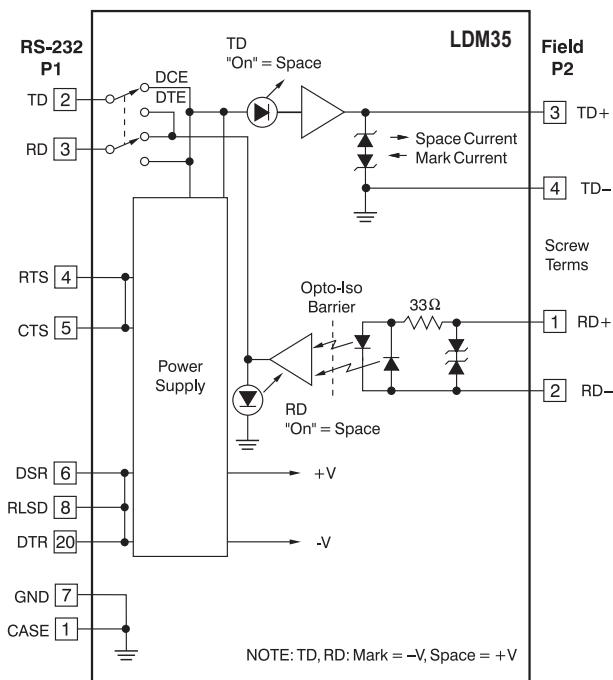 LDM35
RS-232
P1
Field
P2
TD
"On" = Space
DCE
DTE
TD 2
RD 3
3 TD+
Space Current
Mark Current
4 TD–
Screw
Terms
RTS 4
CTS 5
Opto-Iso
Barrier
33Ω
1 RD+
2 RD–
Power
Supply
RD
"On" = Space
DSR 6
RLSD 8
DTR 20
+V
-V
GND 7
CASE 1
NOTE: TD, RD: Mark = –V, Space = +V